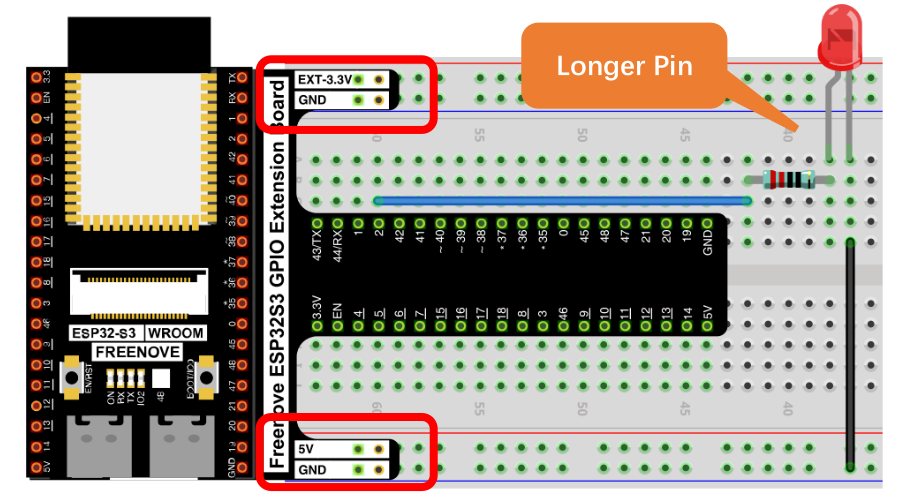 Longer Pin
EXT-3.3V
GND
Freenove ESP32S3 GPIO Extension Board
3.3
EN
4
5
6
7
15
16
17
18
8
3
46
9
10
11
12
13
14
5V
TX
RX
1
2
42
41
~40
~39
~38
*37
*36
*35
0
45
48
47
21
20
19
GND
55
45
40
43/TX 44/RX 1 2 42 41 ~40 ~39 ~38 *37 *36 *35 0 45 48 47 21 20 19 GND
3.3V EN 4 5 6 7 15 16 17 18 8 3 46 9 10 11 12 13 14 5V
ESP32-S3 WROOM
FREENOVE
EN/RST
ON
RX
TX
IO2
48
60
55
50
45
40
5V
GND